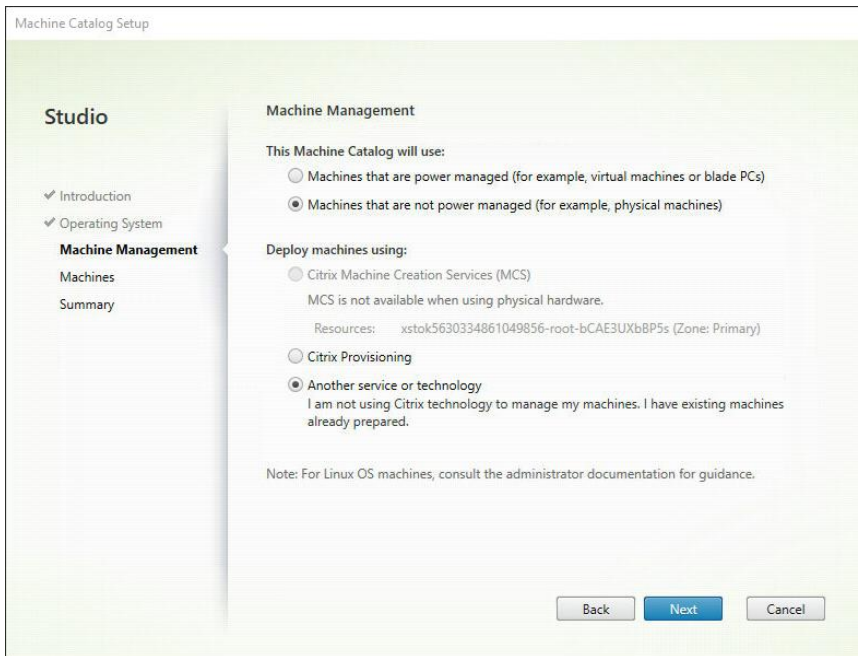 Machine Catalog Setup
Studio
Introduction
Operating System
Machine Management
Machines
Summary
Machine Management
This Machine Catalog will use:
Machines that are power managed (for example, virtual machines or blade PCs)
Machines that are not power managed (for example, physical machines)
Deploy machines using:
Citrix Machine Creation Services (MCS)
MCS is not available when using physical hardware.
Resources: xstok5630334861049856-root-bCAE3UXbBP5s (Zone: Primary)
Citrix Provisioning
Another service or technology
I am not using Citrix technology to manage my machines. I have existing machines
already prepared.
Note: For Linux OS machines, consult the administrator documentation for guidance.
Back
Next
Cancel